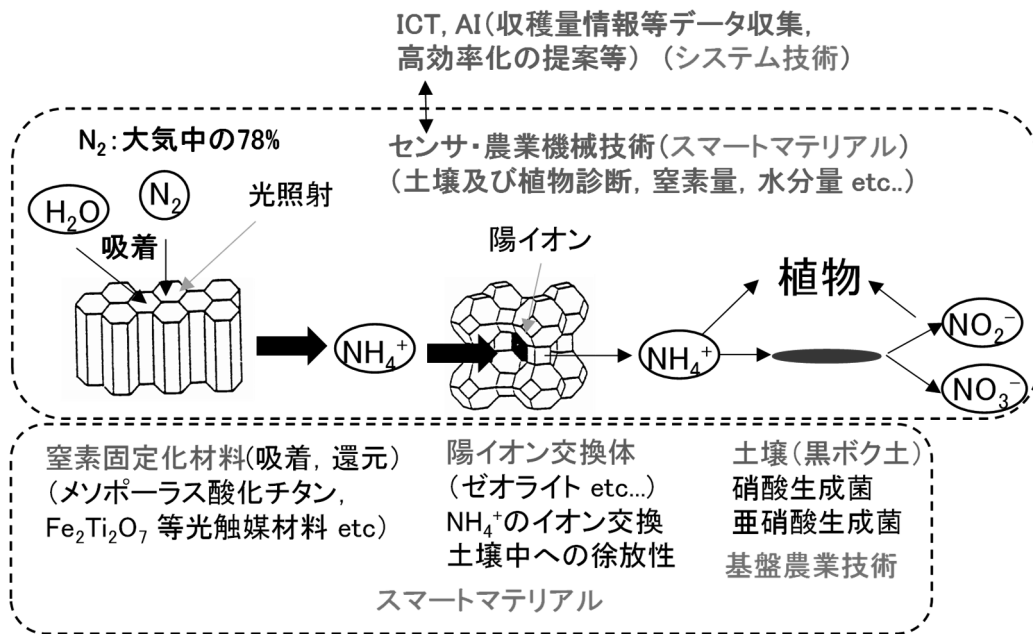 ICT, AI(収穫量情報等データ収集,
高効率化の提案等) (システム技術)
N₂:大気中の78%
センサ・農業機械技術(スマートマテリアル)
(土壌及び植物診断, 窒素量, 水分量 etc..)
H₂O
N₂
光照射
吸着
陽イオン
植物
NH₄⁺
NH₄⁺
NO₂⁻
NO₃⁻
窒素固定化材料(吸着, 還元)
(メソポーラス酸化チタン,
Fe₂Ti₂O₇ 等光触媒材料 etc)
陽イオン交換体
(ゼオライト etc...)
NH₄⁺のイオン交換
土壌中への徐放性
土壌(黒ボク土)
硝酸生成菌
亜硝酸生成菌
基盤農業技術
スマートマテリアル